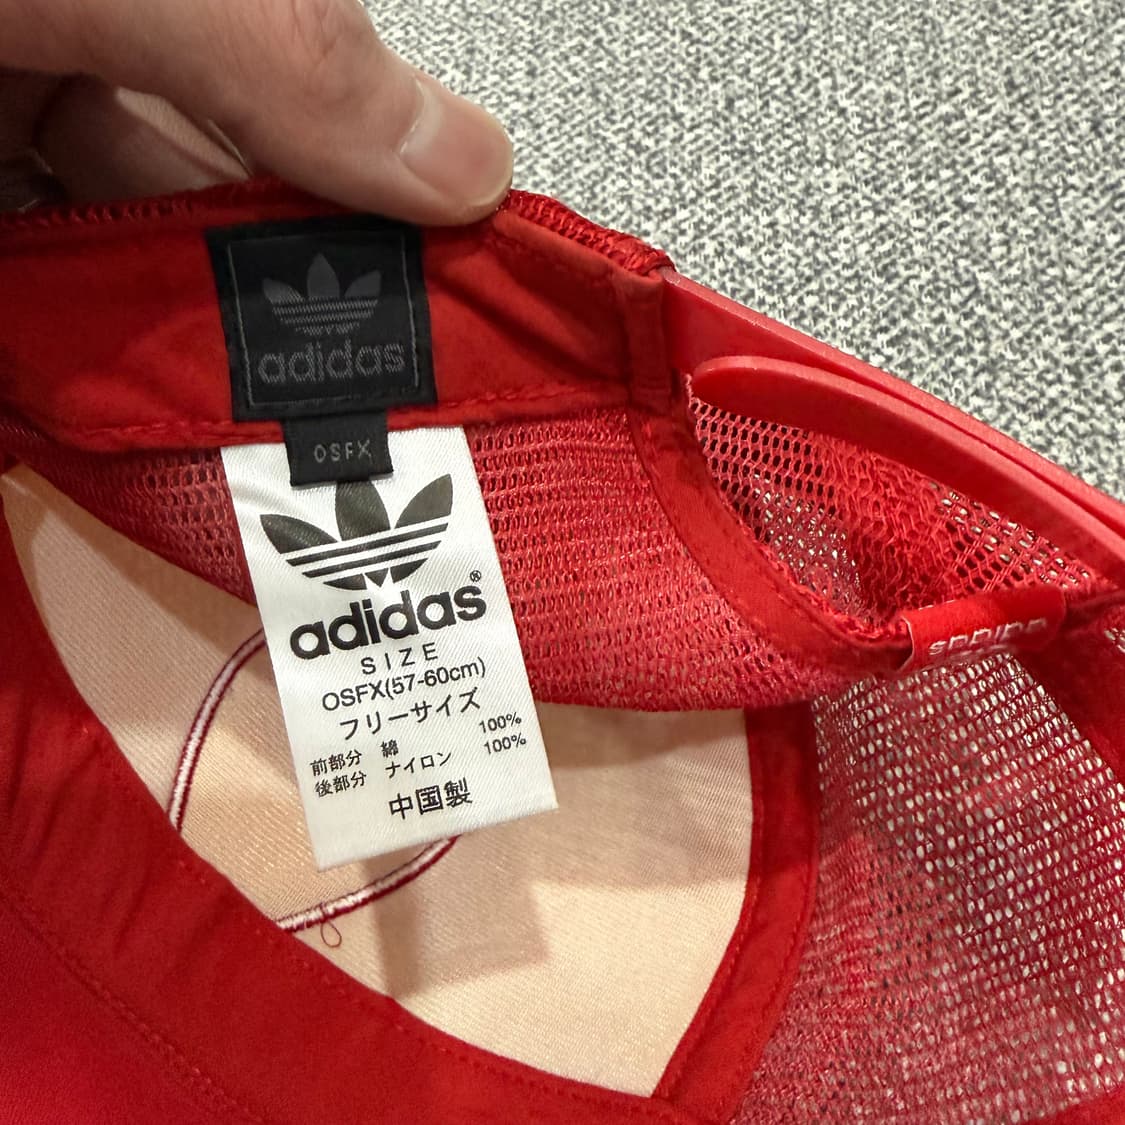 adidas
OSFX
adidas®
SIZE
OSFX(57-60cm)
フリーサイズ
前部分 綿 100%
後部分 ナイロン 100%
中国製
adidas